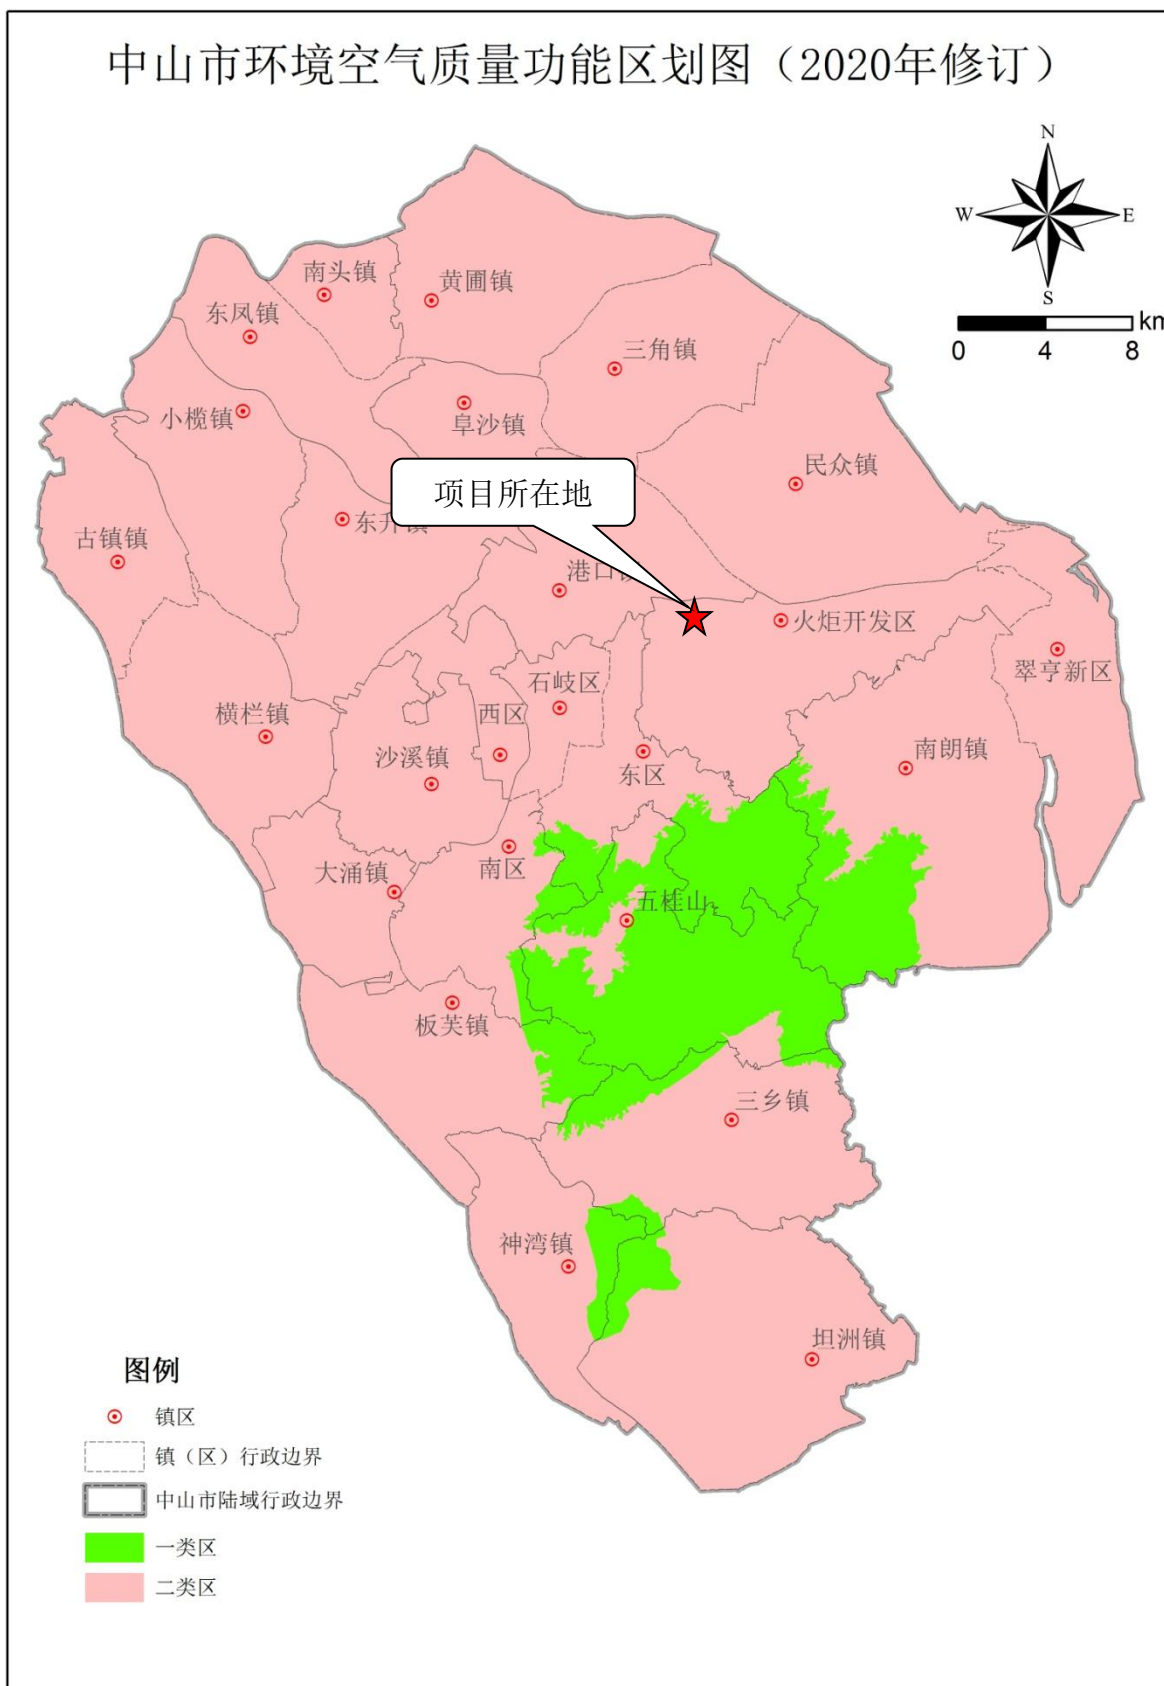 中山市环境空气质量功能区划图（2020年修订）
N
W
E
S
km
0
4
8
南头镇
黄圃镇
东凤镇
三角镇
小榄镇
阜沙镇
民众镇
项目所在地
东升镇
古镇镇
港口镇
火炬开发区
翠亨新区
石岐区
横栏镇
西区
沙溪镇
东区
南朗镇
南区
大涌镇
五桂山
板芙镇
三乡镇
神湾镇
坦洲镇
图例
镇区
镇（区）行政边界
中山市陆域行政边界
一类区
二类区